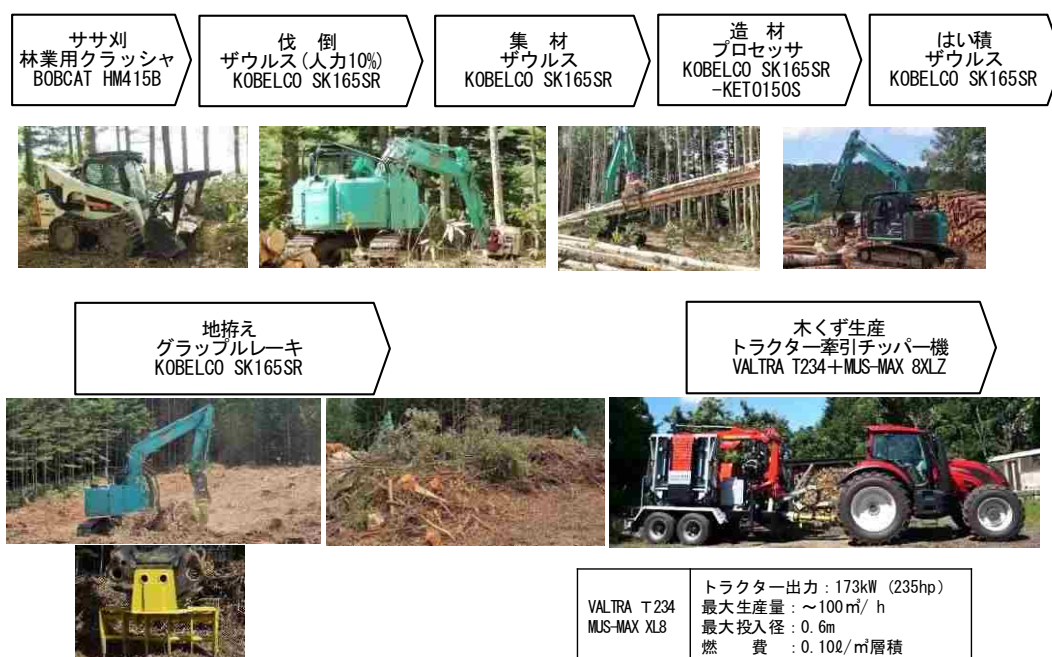 ササ刈
林業用クラッシャ
BOBCAT HM415B
伐 倒
ザウルス(人力10%)
KOBELCO SK165SR
集 材
ザウルス
KOBELCO SK165SR
造 材
プロセッサ
KOBELCO SK165SR
-KETO150S
はい積
ザウルス
KOBELCO SK165SR
地拵え
グラップルレーキ
KOBELCO SK165SR
木くず生産
トラクター牽引チッパー機
VALTRA T234+MUS-MAX 8XLZ
VALTRA T234
MUS-MAX XL8
トラクター出力:173kW (235hp)
最大生産量:~100㎥/ h
最大投入径:0.6m
燃 費 :0.10ℓ/㎥層積